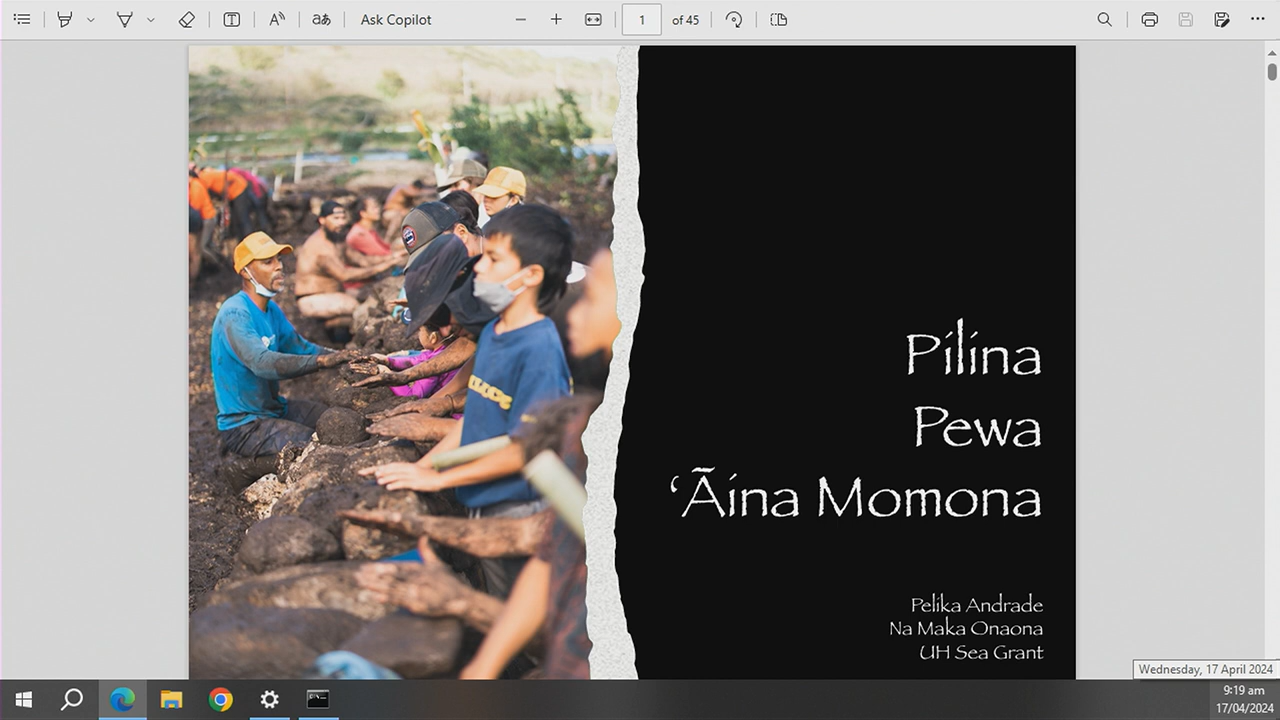 Ask Copilot
1
of 45
Pilina
Pewa
ʻĀina Momona
Pelika Andrade
Na Maka Onaona
UH Sea Grant
Wednesday, 17 April 2024
9:19 am
17/04/2024